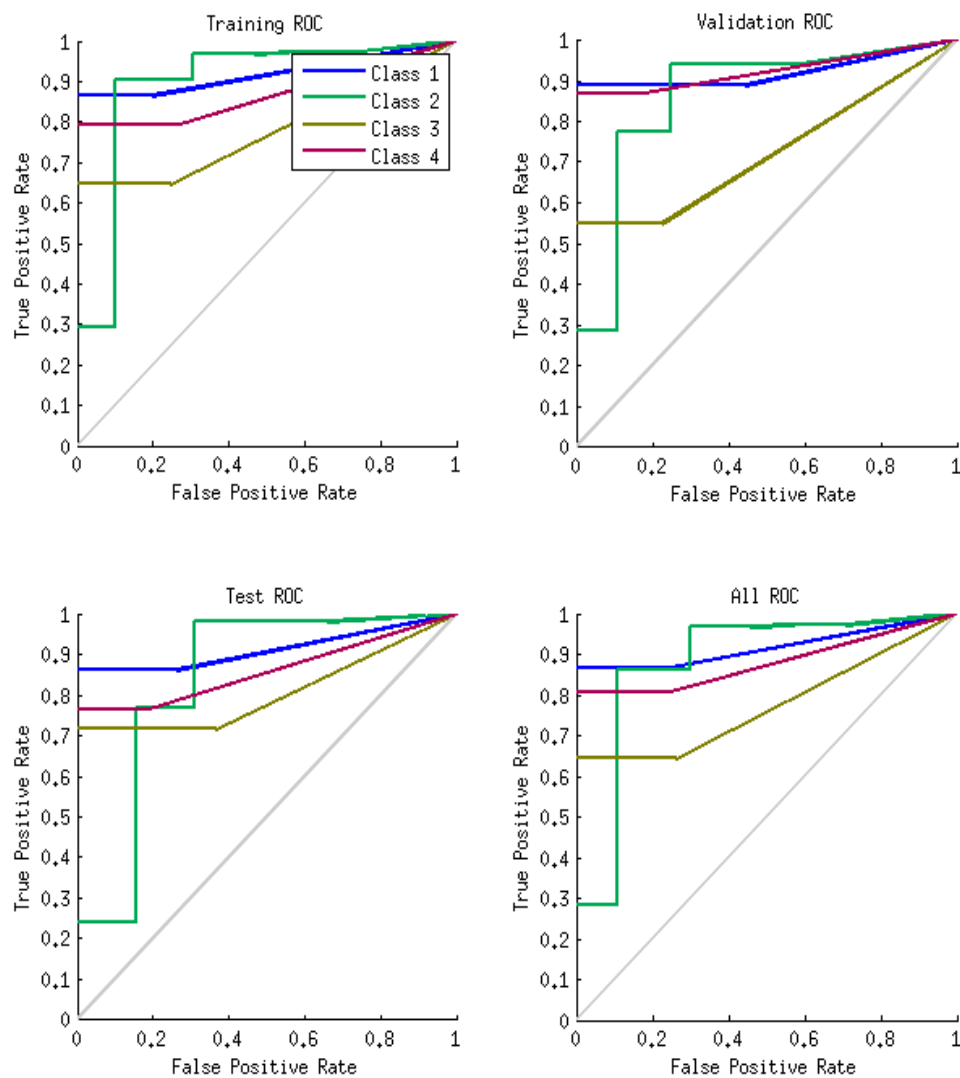 Training ROC
1
0.9
0.8
0.7
0.6
0.5
0.4
0.3
0.2
0.1
0
True Positive Rate
Class 1
Class 2
Class 3
Class 4
0 0.2 0.4 0.6 0.8 1
False Positive Rate
Validation ROC
1
0.9
0.8
0.7
0.6
0.5
0.4
0.3
0.2
0.1
0
True Positive Rate
0 0.2 0.4 0.6 0.8 1
False Positive Rate
Test ROC
1
0.9
0.8
0.7
0.6
0.5
0.4
0.3
0.2
0.1
0
True Positive Rate
0 0.2 0.4 0.6 0.8 1
False Positive Rate
All ROC
1
0.9
0.8
0.7
0.6
0.5
0.4
0.3
0.2
0.1
0
True Positive Rate
0 0.2 0.4 0.6 0.8 1
False Positive Rate